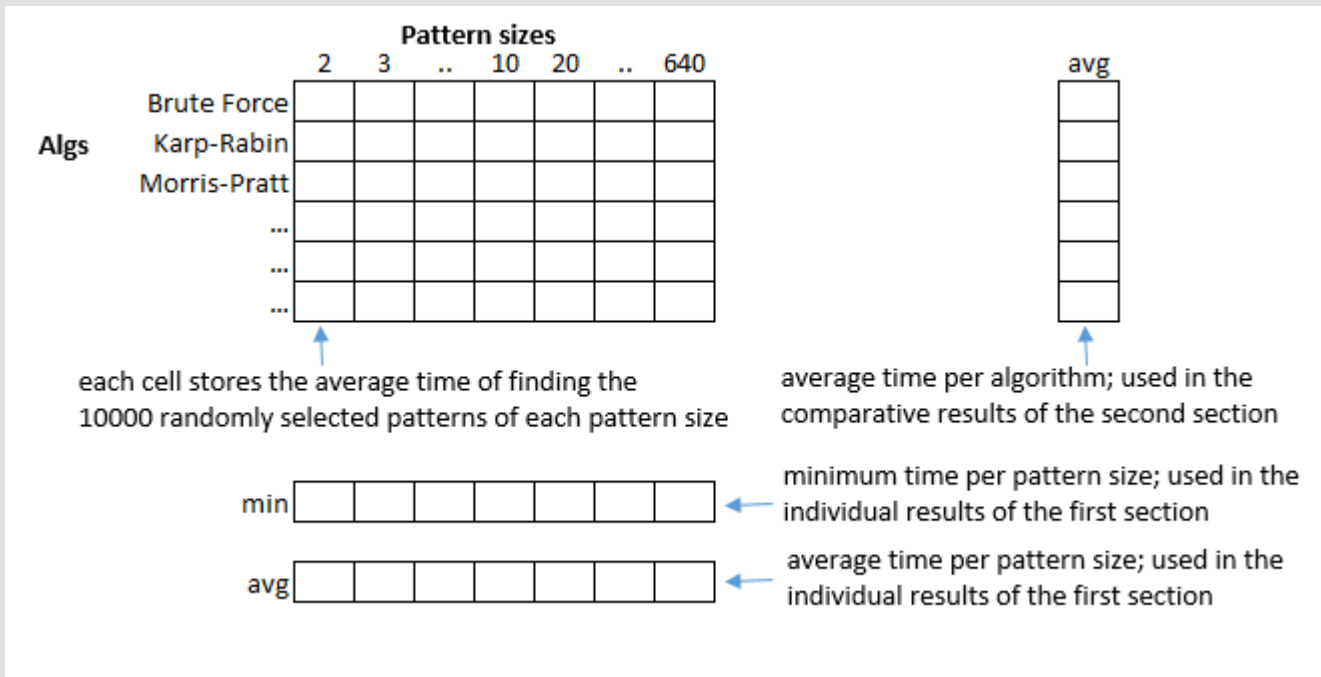 Pattern sizes
2 3 .. 10 20 .. 640
avg
Brute Force
Algs
Karp-Rabin
Morris-Pratt
...
...
...
each cell stores the average time of finding the
10000 randomly selected patterns of each pattern size
average time per algorithm; used in the
comparative results of the second section
min
minimum time per pattern size; used in the
individual results of the first section
avg
average time per pattern size; used in the
individual results of the first section